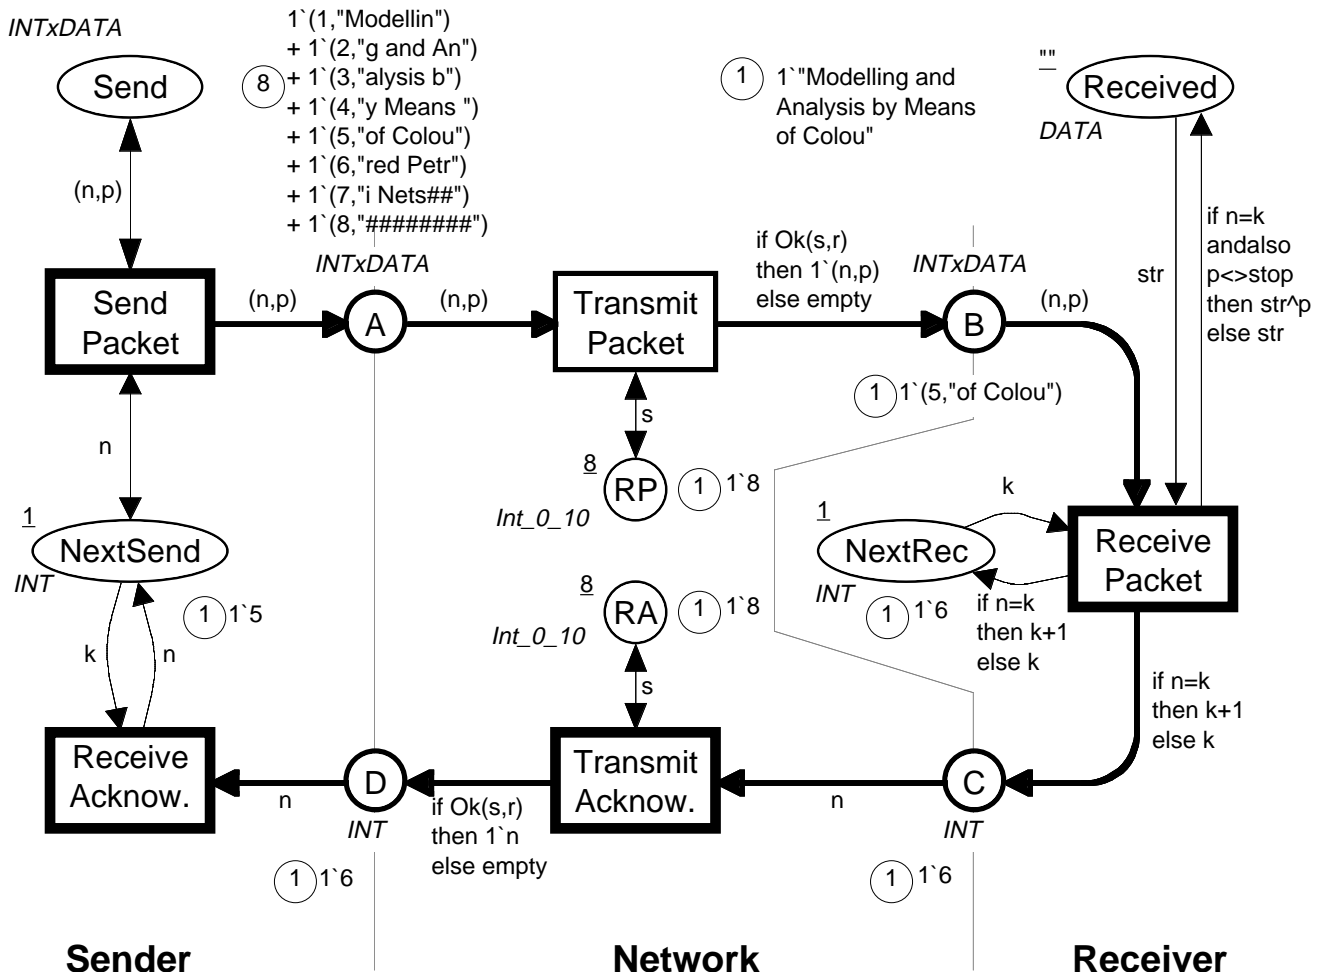 INTxDATA
Send
8
1`(1,"Modellin")
+ 1`(2,"g and An")
+ 1`(3,"alysis b")
+ 1`(4,"y Means ")
+ 1`(5,"of Colou")
+ 1`(6,"red Petr")
+ 1`(7,"i Nets##")
+ 1`(8,"########")
1
1`"Modelling and
Analysis by Means
of Colou"
""
Received
DATA
(n,p)
Send
Packet
(n,p)
INTxDATA
A
(n,p)
Transmit
Packet
if Ok(s,r)
then 1`(n,p)
else empty
INTxDATA
B
(n,p)
str
if n=k
andalso
p<>stop
then str^p
else str
1
1`(5,"of Colou")
n
s
8
RP
Int_0_10
1
1`8
1
NextSend
INT
1
1`5
8
RA
Int_0_10
1
1`8
1
NextRec
INT
1
1`6
k
if n=k
then k+1
else k
Receive
Packet
k
n
s
if n=k
then k+1
else k
Receive
Acknow.
n
D
INT
1
1`6
if Ok(s,r)
then 1`n
else empty
Transmit
Acknow.
n
C
INT
1
1`6
Sender
Network
Receiver